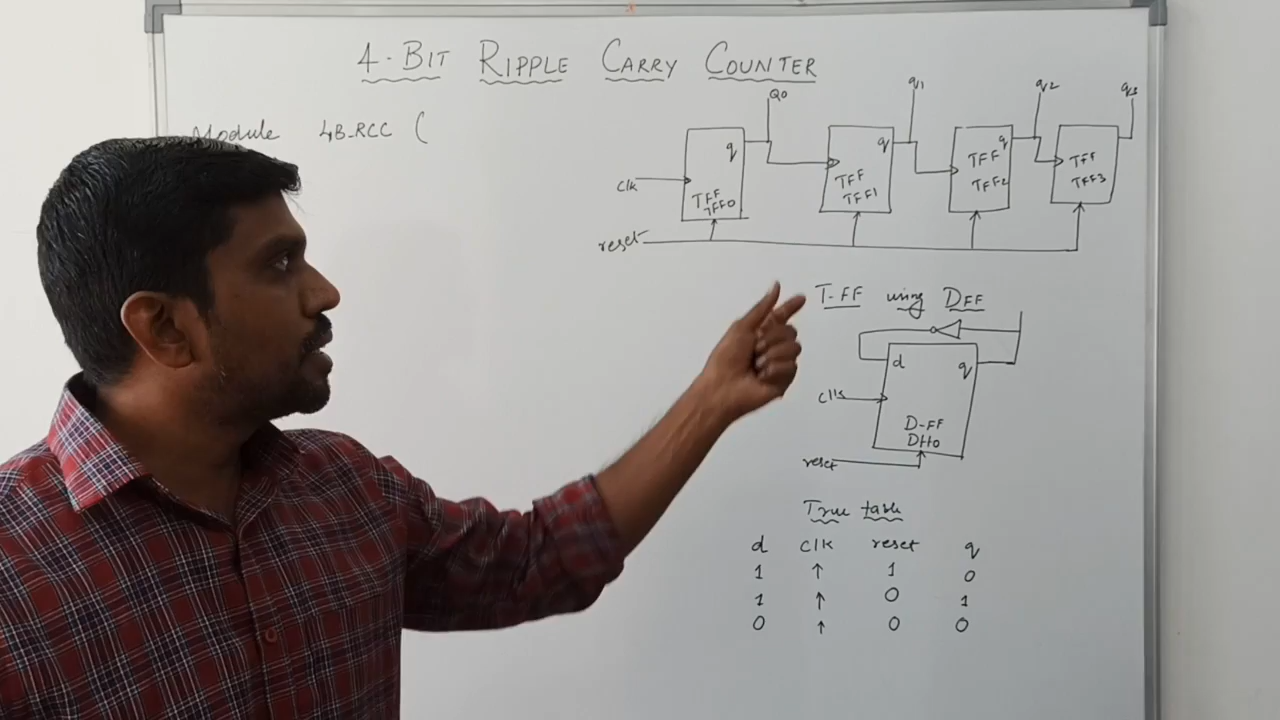 4-BIT RIPPLE CARRY COUNTER
Module 4B-RCC (
Q0 q1 q2 q3
q q q
clk
TFF TFF TFF TFF
TFF0 TFF1 TFF2 TFF3
reset
T-FF using DFF
d q
clk
D-FF
reset
True table
d clk reset q
1 ↑ 1 0
1 ↑ 0 1
0 ↑ 0 0